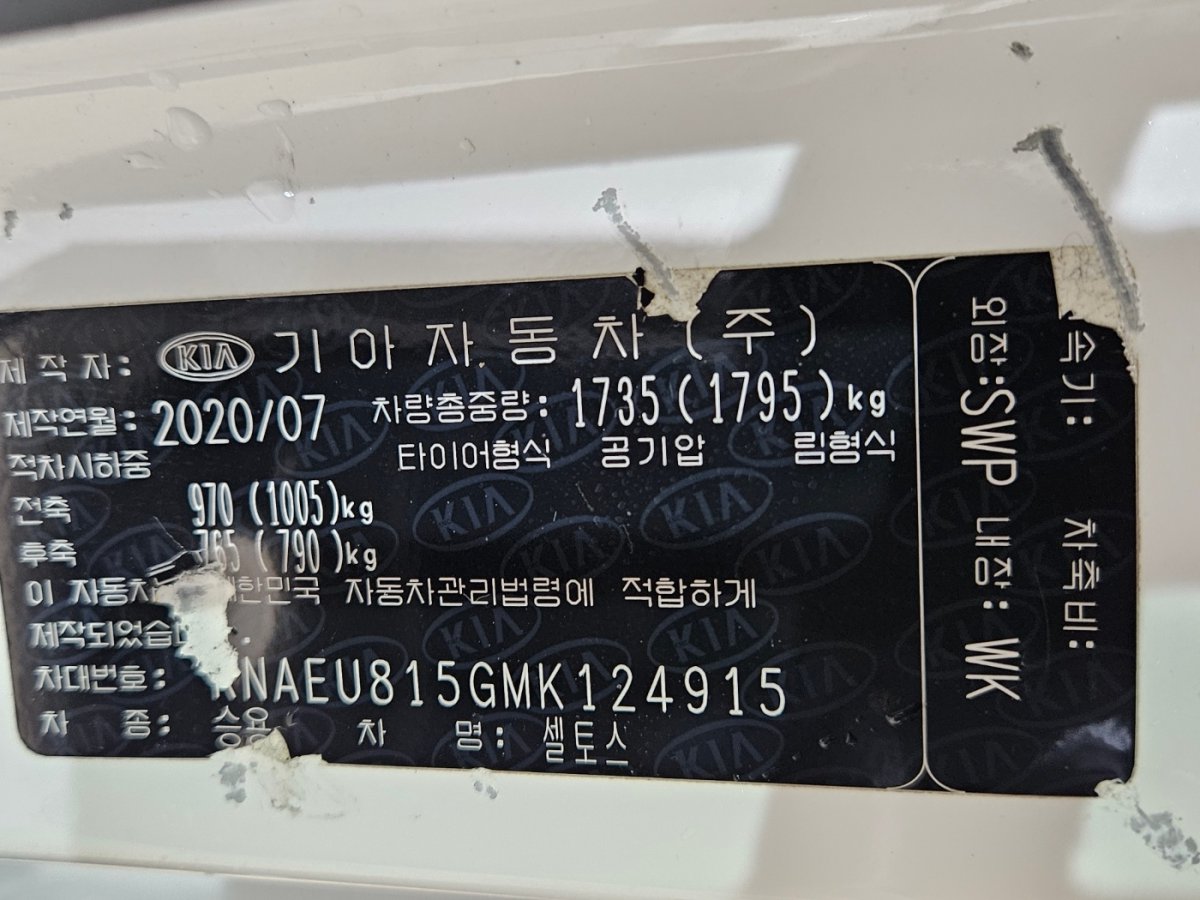 제작자: KIA 기아자동차(주)
제작연월: 2020/07 차량총중량: 1735(1795)kg
적차시하중 타이어형식 공기압 림형식
전축 970(1005)kg
후축 765(790)kg
이 자동차 대한민국 자동차관리법령에 적합하게
제작되었습
차대번호: KNAEU815GMK124915
차 종: 승용 차 명: 셀토스
외장:SWP 내장: WK
속기: 차축비: